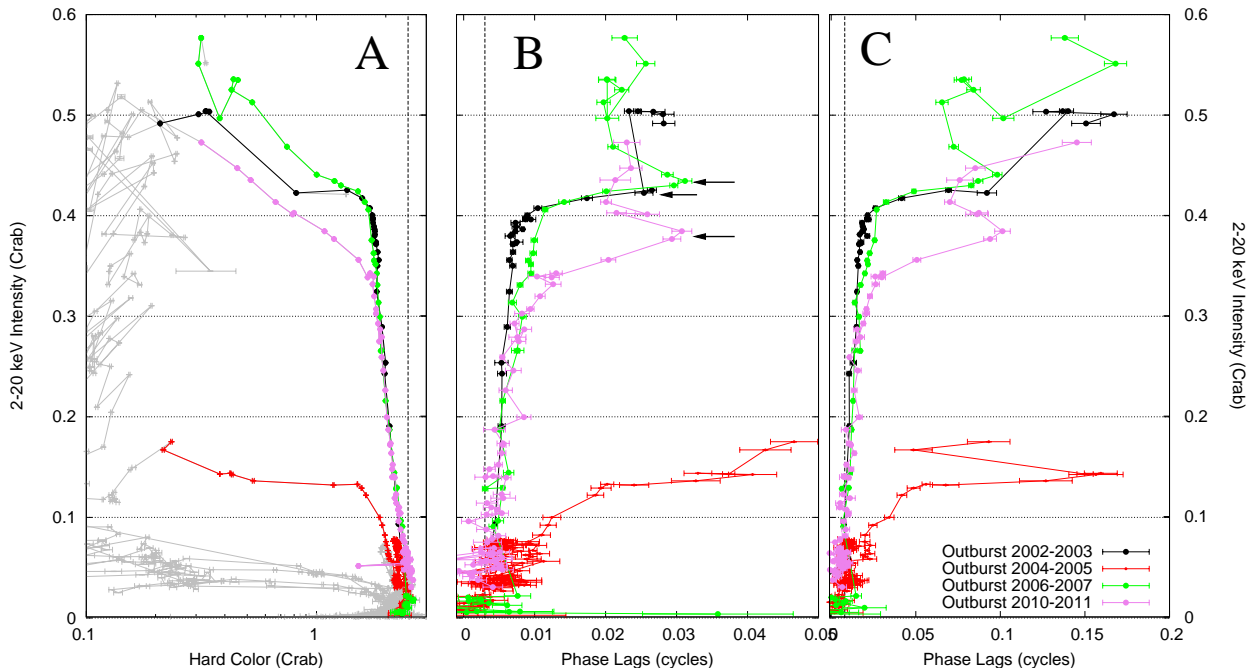 A
B
C
2-20 keV Intensity (Crab)
0.6
0.5
0.4
0.3
0.2
0.1
0
0.1
1
Hard Color (Crab)
0
0.01
0.02
0.03
0.04
0.05
Phase Lags (cycles)
0
0.05
0.1
0.15
0.2
Phase Lags (cycles)
0.6
0.5
0.4
0.3
0.2
0.1
0
2-20 keV Intensity (Crab)
Outburst 2002-2003
Outburst 2004-2005
Outburst 2006-2007
Outburst 2010-2011